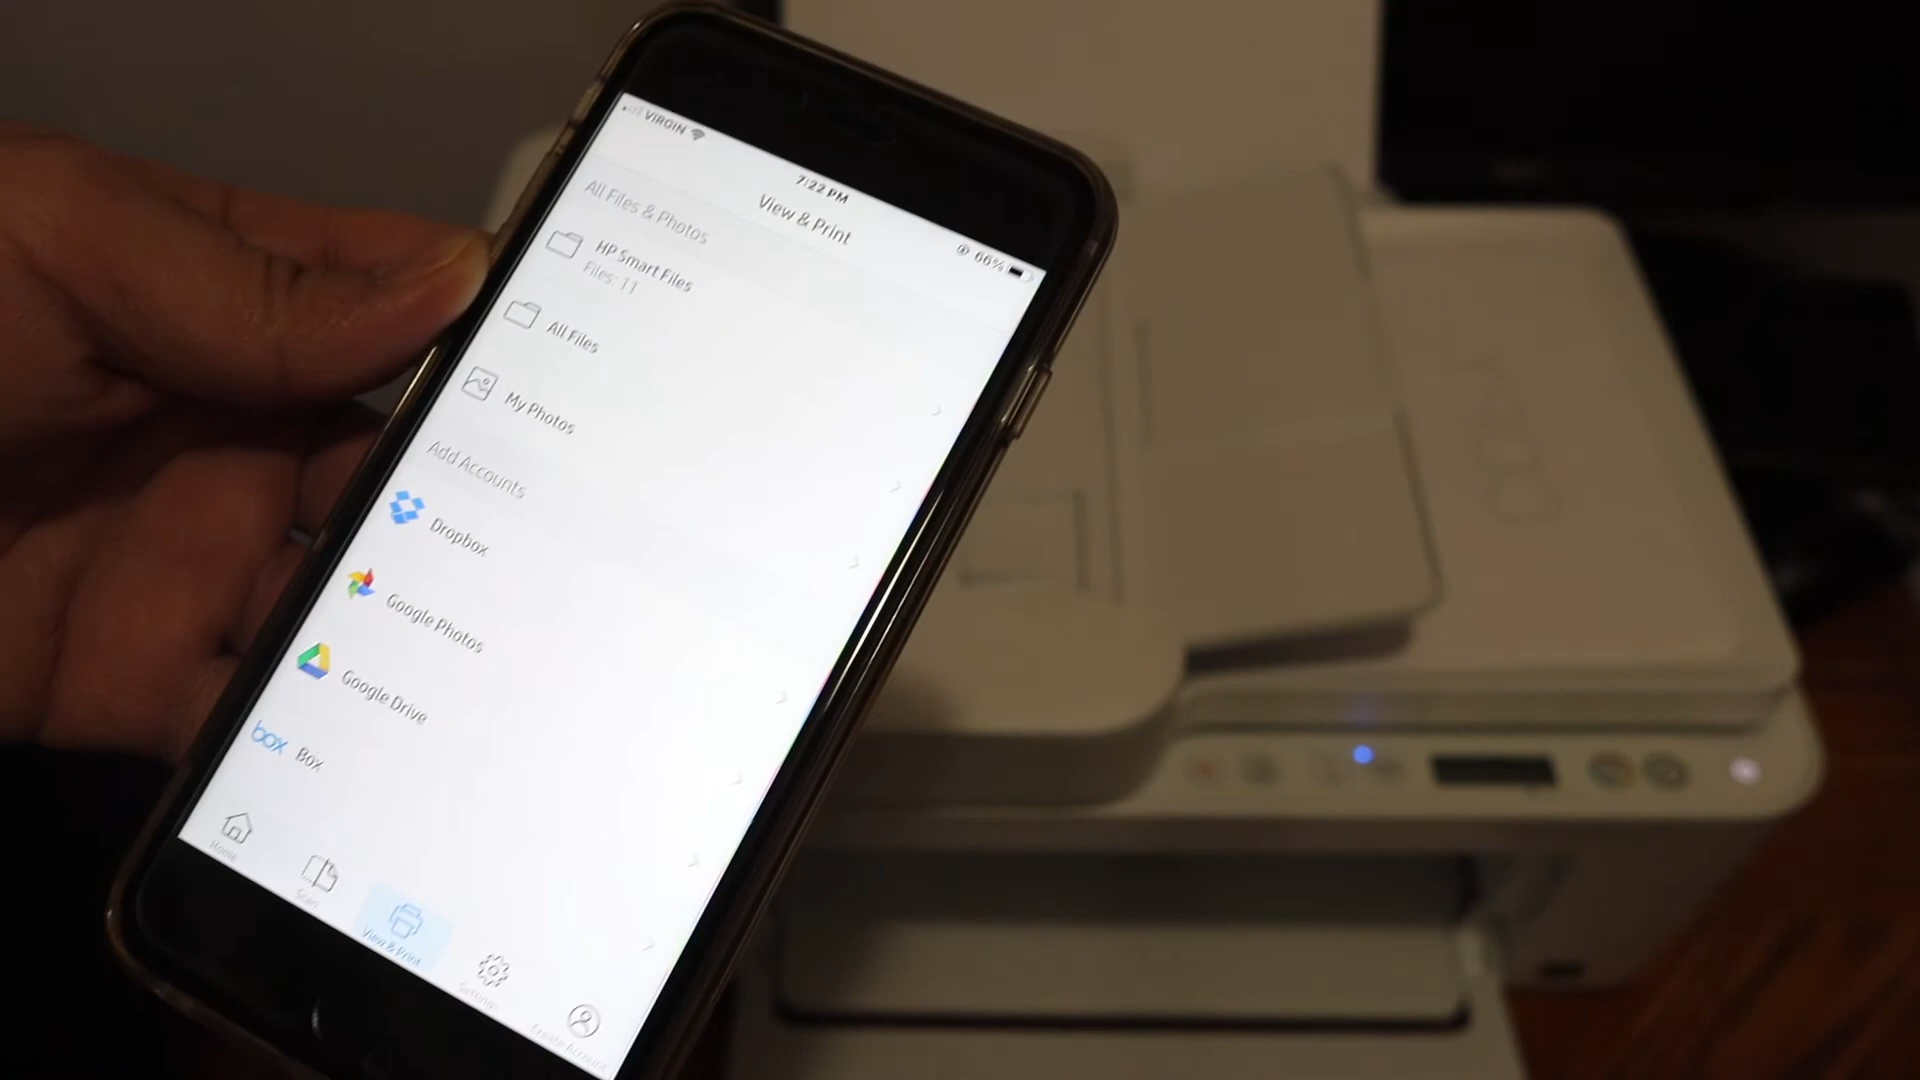 VIRGIN
7:22 PM
66%
View & Print
All Files & Photos
HP Smart Files
Files: 11
All Files
My Photos
Add Accounts
Dropbox
Google Photos
Google Drive
box Box
Home
Scan
View & Print
Settings
Create Account